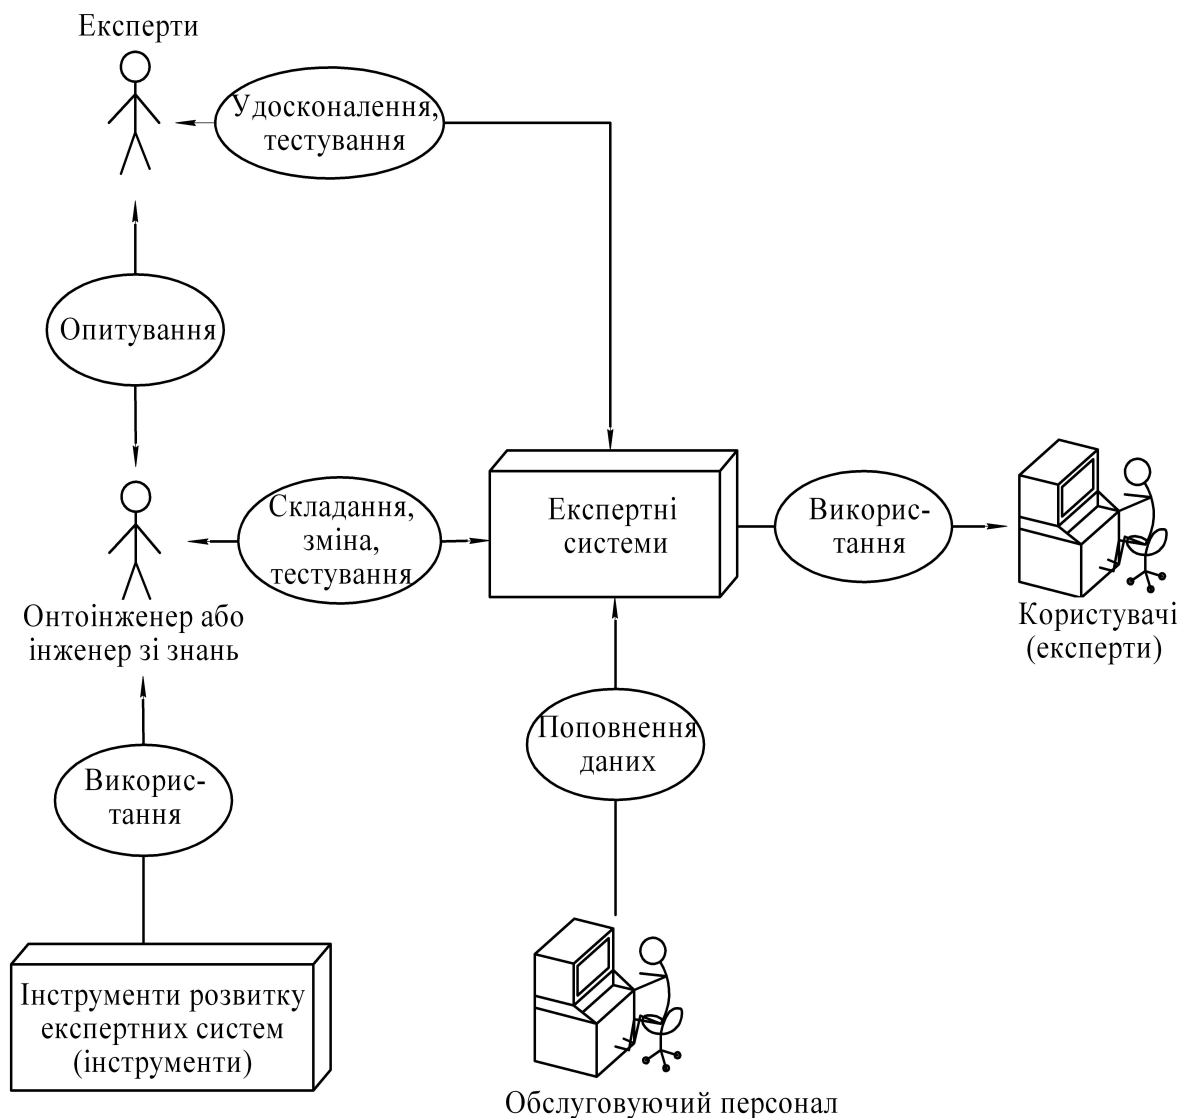 Експерти
Удосконалення,
тестування
Опитування
Складання,
зміна,
тестування
Експертні
системи
Викорис-
тання
Користувачі
(експерти)
Онтоінженер або
інженер зі знань
Поповнення
даних
Викорис-
тання
Інструменти розвитку
експертних систем
(інструменти)
Обслуговуючий персонал